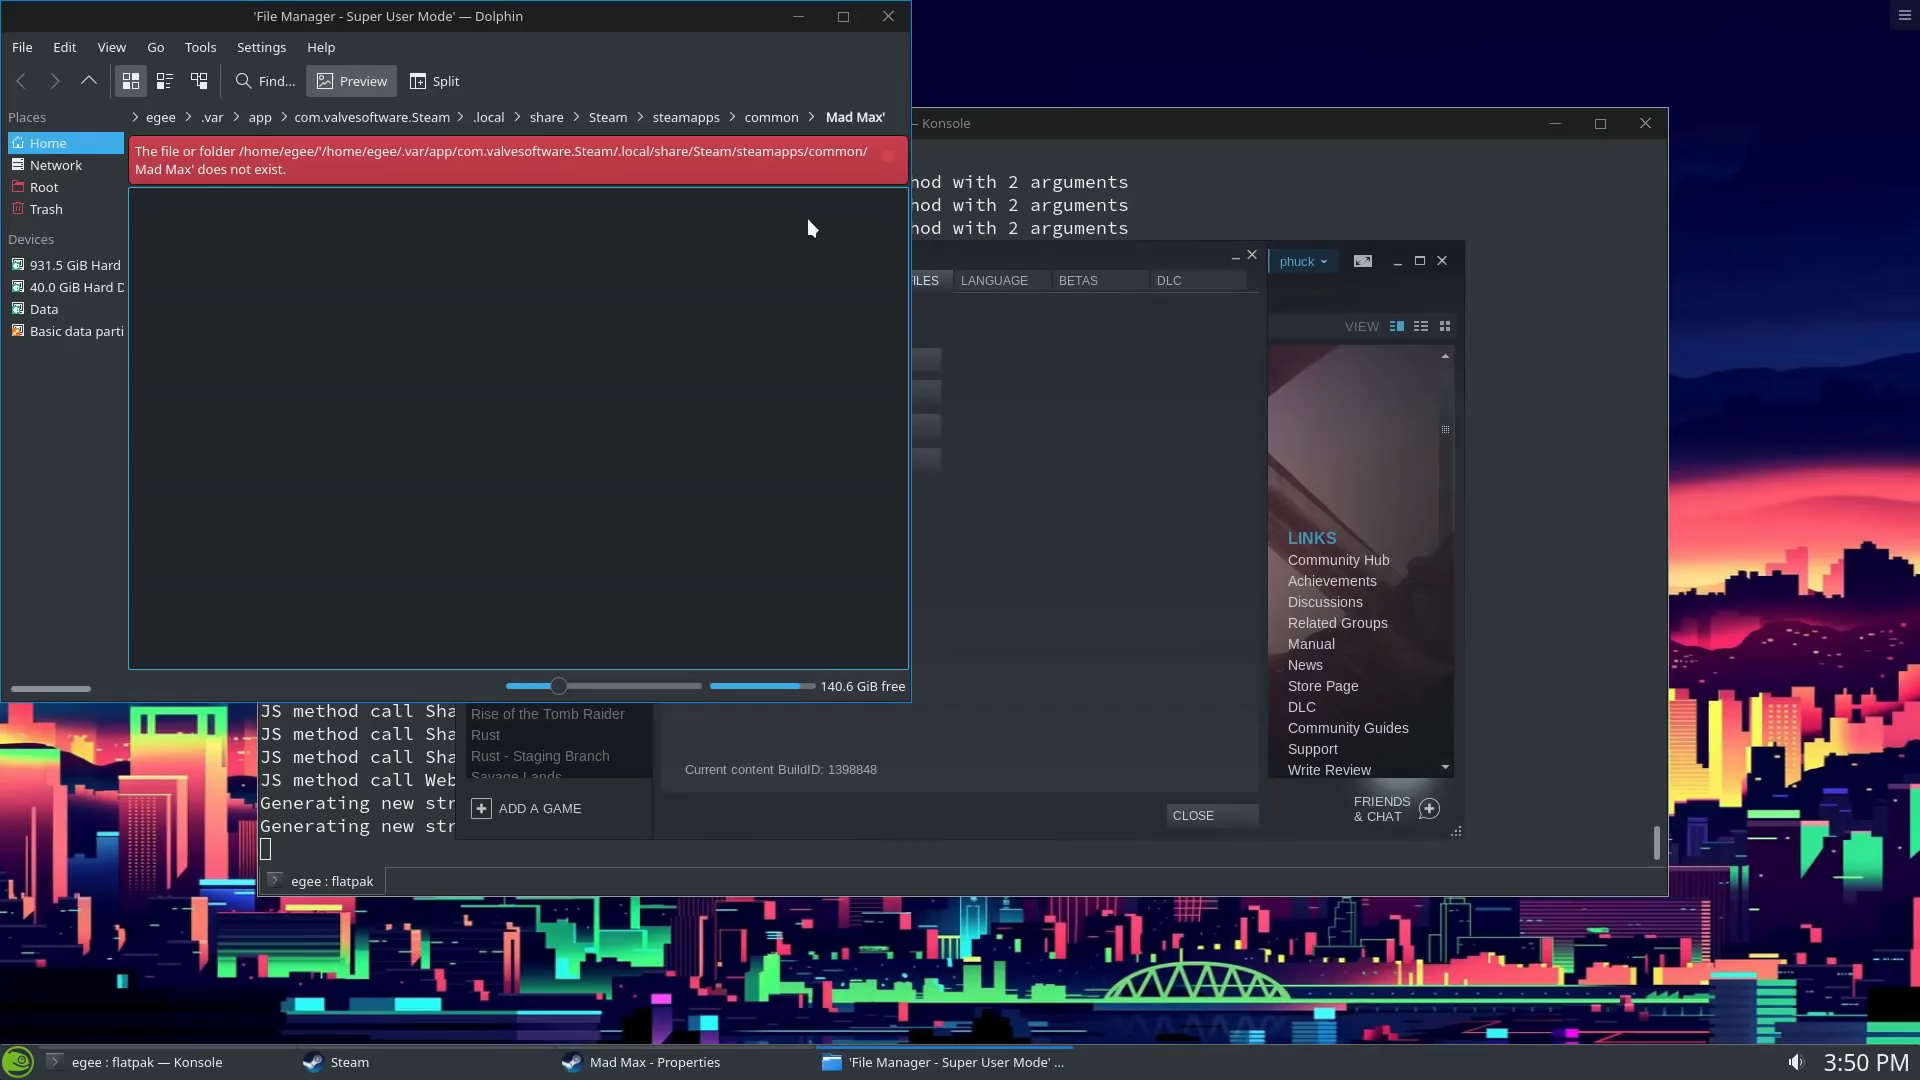 'File Manager - Super User Mode' — Dolphin
File Edit View Go Tools Settings Help
Find... Preview Split
Places
Home
Network
Root
Trash
Devices
931.5 GiB Hard
40.0 GiB Hard D
Data
Basic data parti
egee .var app com.valvesoftware.Steam .local share Steam steamapps common Mad Max'
The file or folder /home/egee/'/home/egee/.var/app/com.valvesoftware.Steam/.local/share/Steam/steamapps/common/
Mad Max' does not exist.
140.6 GiB free
— Konsole
hod with 2 arguments
hod with 2 arguments
hod with 2 arguments
ILES LANGUAGE BETAS DLC
phuck
VIEW
LINKS
Community Hub
Achievements
Discussions
Related Groups
Manual
News
Store Page
DLC
Community Guides
Support
Write Review
FRIENDS
& CHAT
JS method call Sha
JS method call Sha
JS method call Sha
JS method call Web
Generating new str
Generating new str
Rise of the Tomb Raider
Rust
Rust - Staging Branch
Savage Lands
ADD A GAME
Current content BuildID: 1398848
CLOSE
egee : flatpak
egee : flatpak — Konsole
Steam
Mad Max - Properties
'File Manager - Super User Mode' ...
3:50 PM